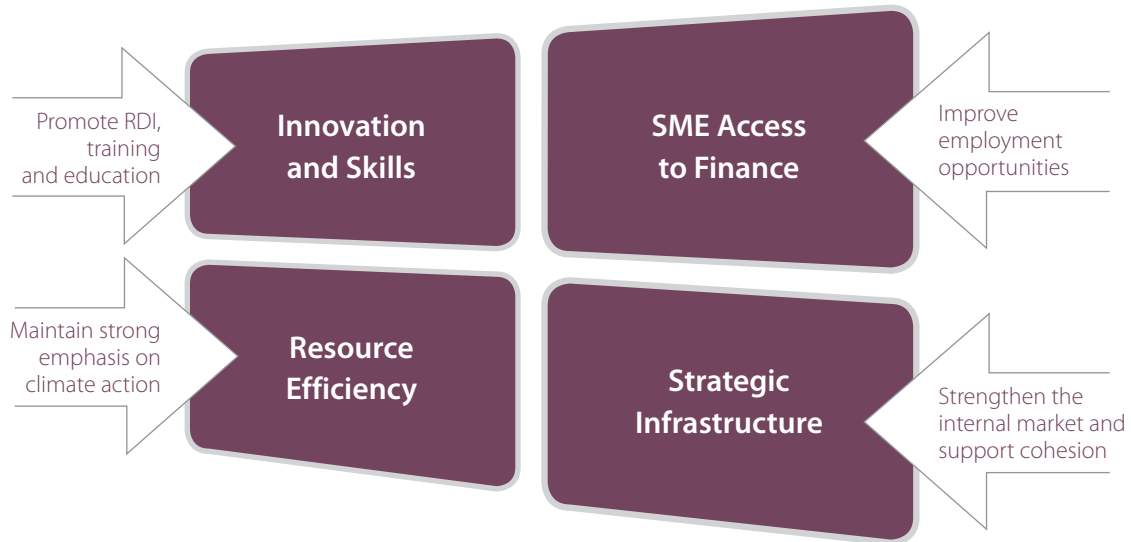 Promote RDI,
training
and education
Innovation
and Skills
SME Access
to Finance
Improve
employment
opportunities
Maintain strong
emphasis on
climate action
Resource
Efficiency
Strategic
Infrastructure
Strengthen the
internal market and
support cohesion